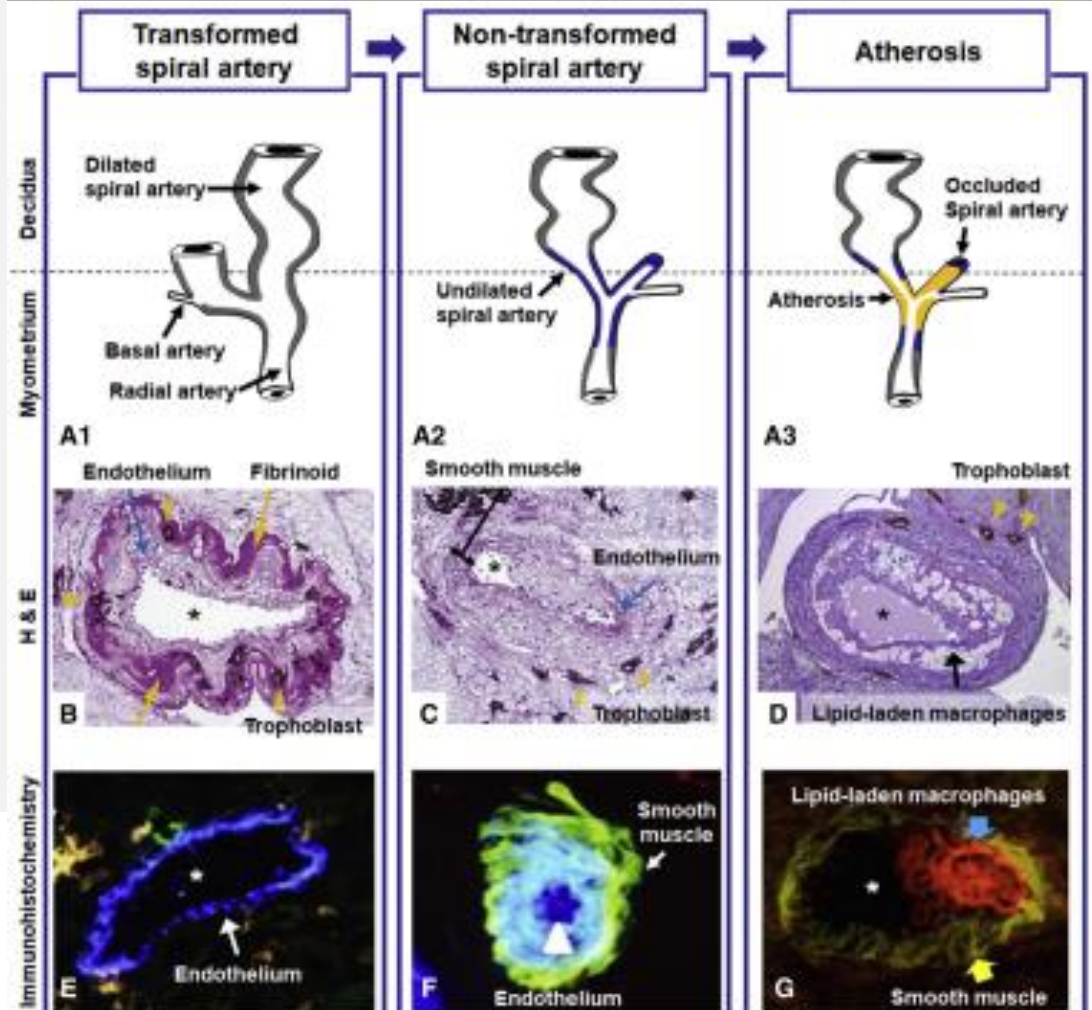 Transformed
spiral artery
Non-transformed
spiral artery
Atherosis
Decidua
Myometrium
Dilated
spiral artery
Basal artery
Radial artery
A1
Undilated
spiral artery
A2
Occluded
Spiral artery
Atherosis
A3
H & E
Endothelium
Fibrinoid
*
B
Trophoblast
Smooth muscle
*
Endothelium
C
Trophoblast
Trophoblast
*
D
Lipid-laden macrophages
Immunohistochemistry
*
E
Endothelium
Smooth
muscle
F
Endothelium
Lipid-laden macrophages
*
G
Smooth muscle